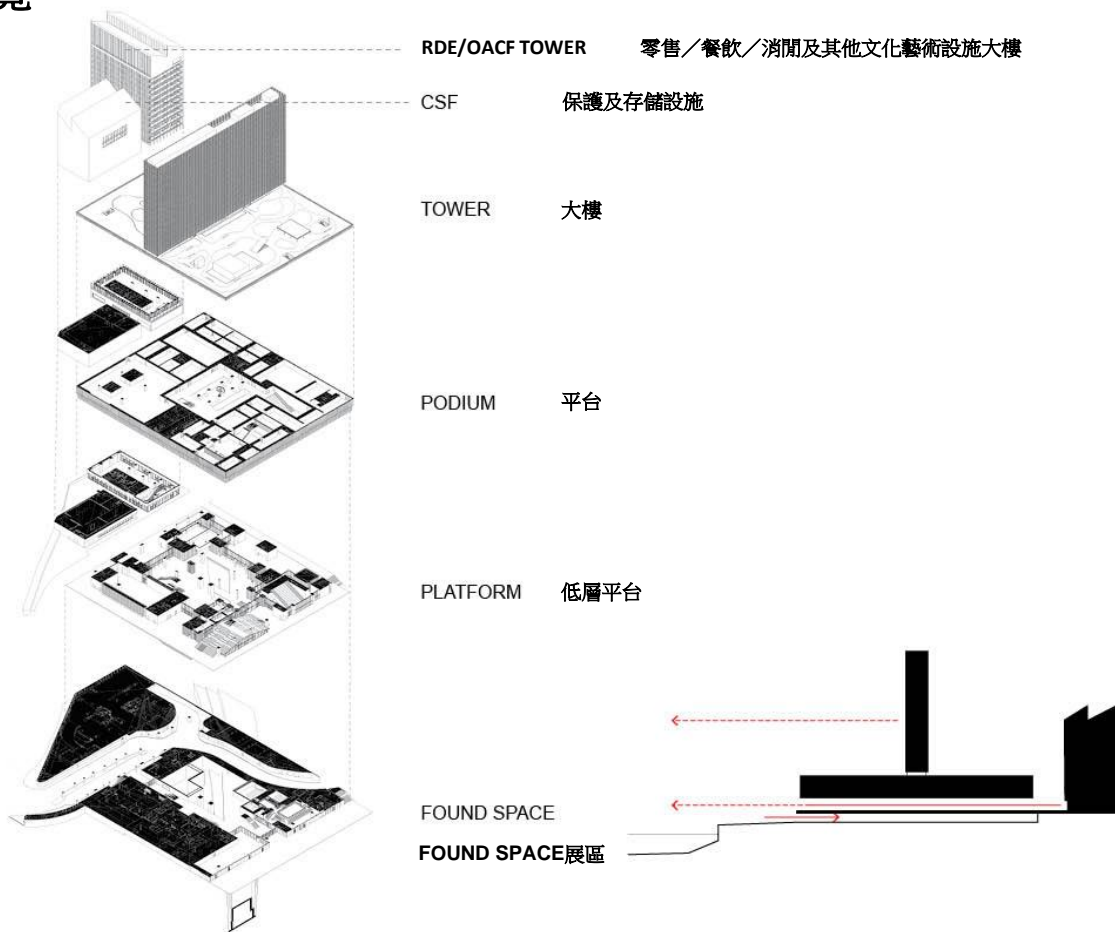 覽
RDE/OACF TOWER 零售／餐飲／消閒及其他文化藝術設施大樓
CSF 保護及存儲設施
TOWER 大樓
PODIUM 平台
PLATFORM 低層平台
FOUND SPACE
FOUND SPACE展區